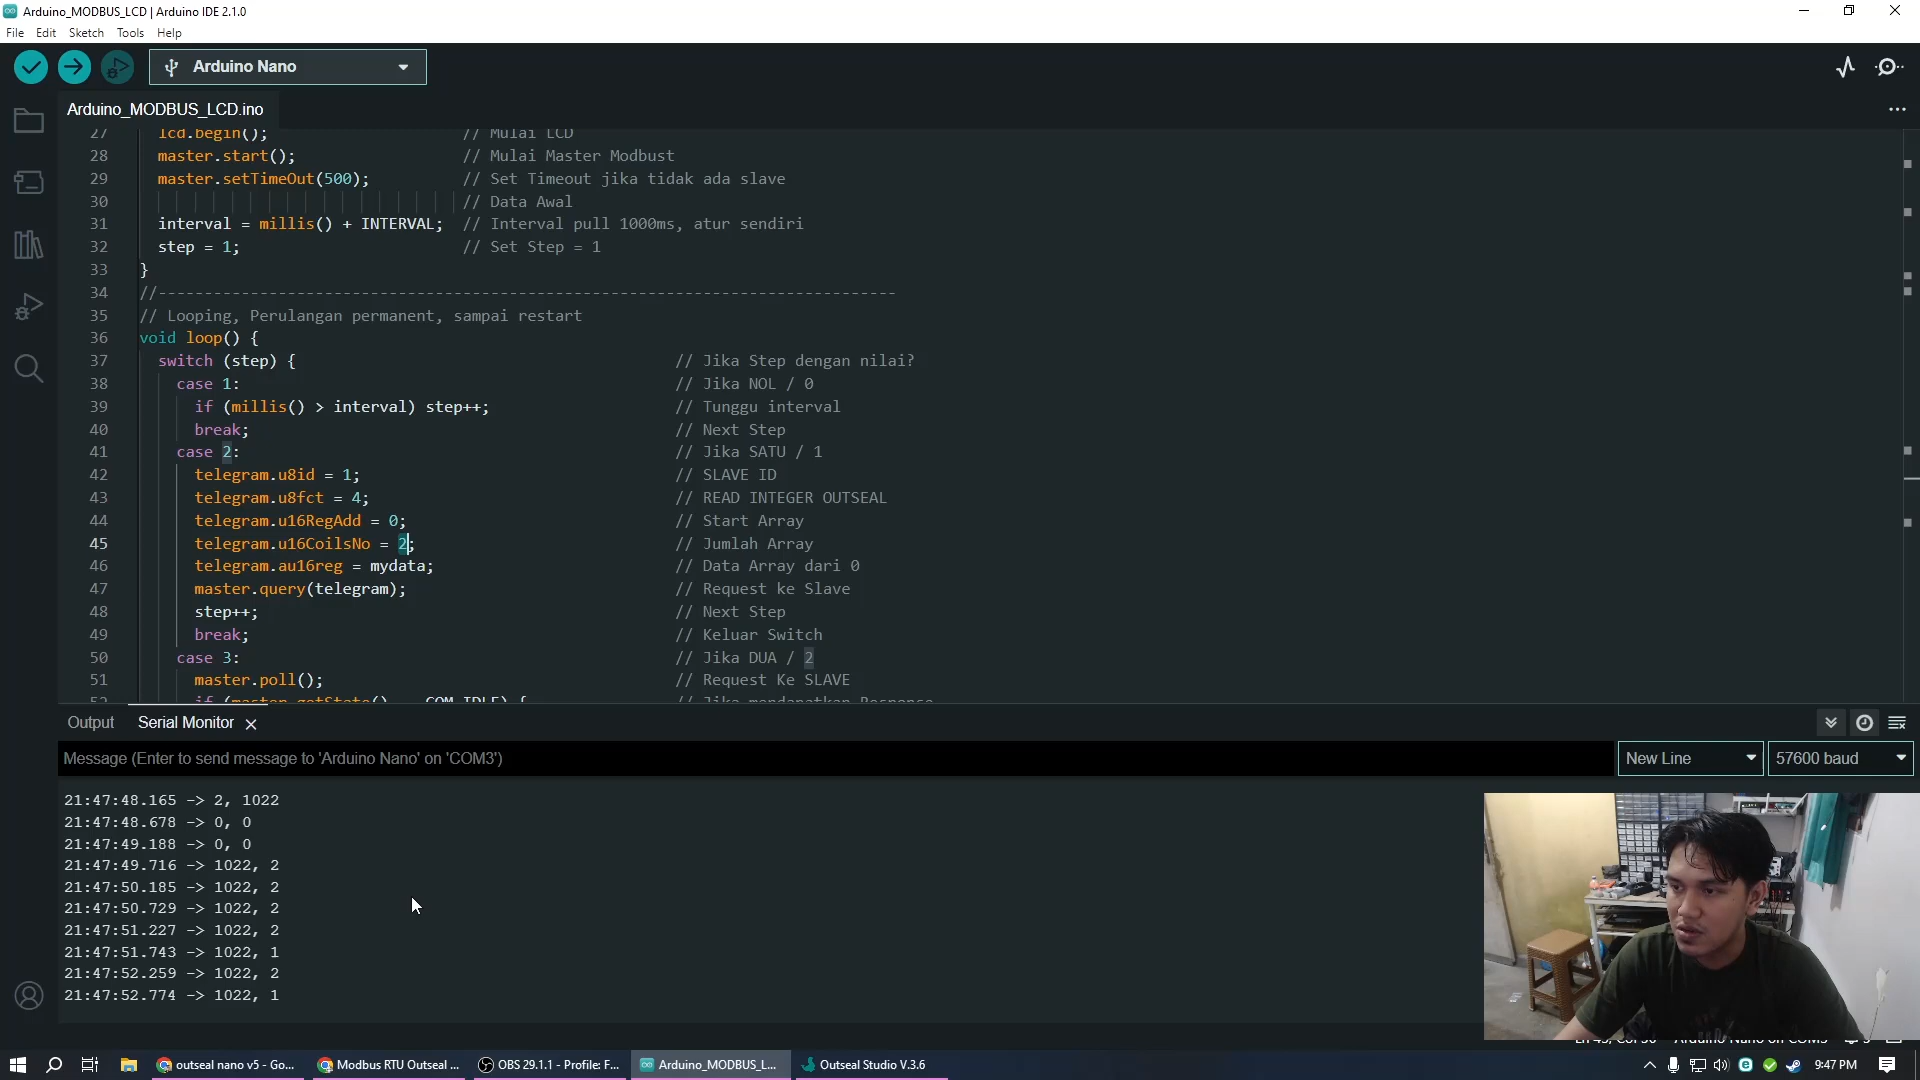 Arduino_MODBUS_LCD | Arduino IDE 2.1.0
File Edit Sketch Tools Help
Arduino Nano
Arduino_MODBUS_LCD.ino
27 lcd.begin(); // Mulai LCD
28 master.start(); // Mulai Master Modbust
29 master.setTimeOut(500); // Set Timeout jika tidak ada slave
30 // Data Awal
31 interval = millis() + INTERVAL; // Interval pull 1000ms, atur sendiri
32 step = 1; // Set Step = 1
33 }
34 //--------------------------------------------------------------------------------
35 // Looping, Perulangan permanent, sampai restart
36 void loop() {
37 switch (step) { // Jika Step dengan nilai?
38 case 1: // Jika NOL / 0
39 if (millis() > interval) step++; // Tunggu interval
40 break; // Next Step
41 case 2: // Jika SATU / 1
42 telegram.u8id = 1; // SLAVE ID
43 telegram.u8fct = 4; // READ INTEGER OUTSEAL
44 telegram.u16RegAdd = 0; // Start Array
45 telegram.u16CoilsNo = 2; // Jumlah Array
46 telegram.au16reg = mydata; // Data Array dari 0
47 master.query(telegram); // Request ke Slave
48 step++; // Next Step
49 break; // Keluar Switch
50 case 3: // Jika DUA / 2
51 master.poll(); // Request Ke SLAVE
Output Serial Monitor
Message (Enter to send message to 'Arduino Nano' on 'COM3')
New Line 57600 baud
21:47:48.165 -> 2, 1022
21:47:48.678 -> 0, 0
21:47:49.188 -> 0, 0
21:47:49.716 -> 1022, 2
21:47:50.185 -> 1022, 2
21:47:50.729 -> 1022, 2
21:47:51.227 -> 1022, 2
21:47:51.743 -> 1022, 1
21:47:52.259 -> 1022, 2
21:47:52.774 -> 1022, 1
outseal nano v5 - Go... Modbus RTU Outseal ... OBS 29.1.1 - Profile: F... Arduino_MODBUS_L... Outseal Studio V.3.6 9:47 PM